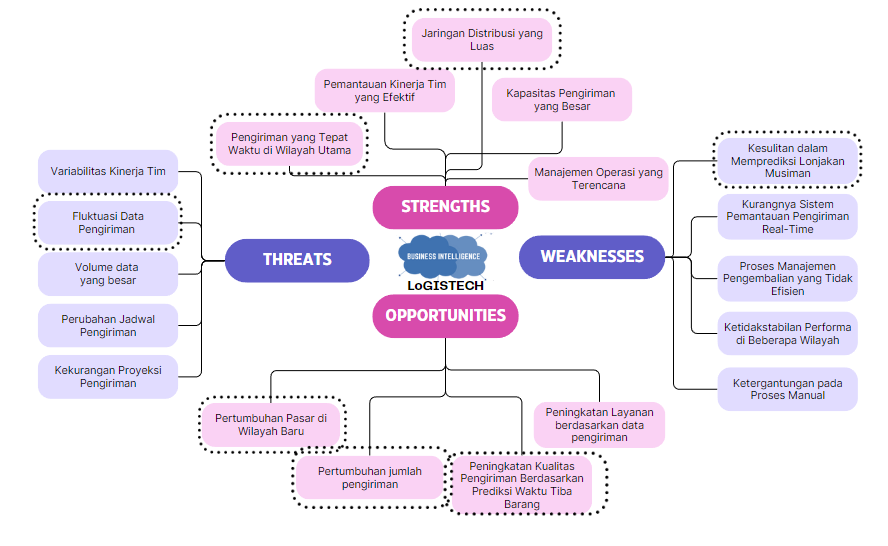 Jaringan Distribusi yang
Luas
Pemantauan Kinerja Tim
yang Efektif
Kapasitas Pengiriman
yang Besar
Pengiriman yang Tepat
Waktu di Wilayah Utama
Manajemen Operasi yang
Terencana
STRENGTHS
Variabilitas Kinerja Tim
Fluktuasi Data
Pengiriman
Volume data
yang besar
Perubahan Jadwal
Pengiriman
Kekurangan Proyeksi
Pengiriman
THREATS
BUSINESS INTELLIGENCE
LoGISTECH
WEAKNESSES
Kesulitan dalam
Memprediksi Lonjakan
Musiman
Kurangnya Sistem
Pemantauan Pengiriman
Real-Time
Proses Manajemen
Pengembalian yang Tidak
Efisien
Ketidakstabilan Performa
di Beberapa Wilayah
Ketergantungan pada
Proses Manual
OPPORTUNITIES
Pertumbuhan Pasar di
Wilayah Baru
Pertumbuhan jumlah
pengiriman
Peningkatan Kualitas
Pengiriman Berdasarkan
Prediksi Waktu Tiba
Barang
Peningkatan Layanan
berdasarkan data
pengiriman